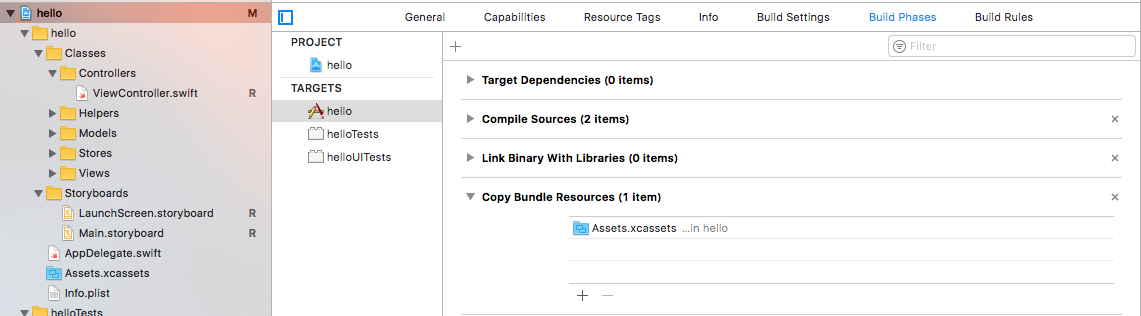 hello M
hello
Classes
Controllers
ViewController.swift R
Helpers
Models
Stores
Views
Storyboards
LaunchScreen.storyboard R
Main.storyboard R
AppDelegate.swift
Assets.xcassets
Info.plist
helloTests
General Capabilities Resource Tags Info Build Settings Build Phases Build Rules
PROJECT
hello
TARGETS
hello
helloTests
helloUITests
Filter
Target Dependencies (0 items)
Compile Sources (2 items)
Link Binary With Libraries (0 items)
Copy Bundle Resources (1 item)
Assets.xcassets ...in hello